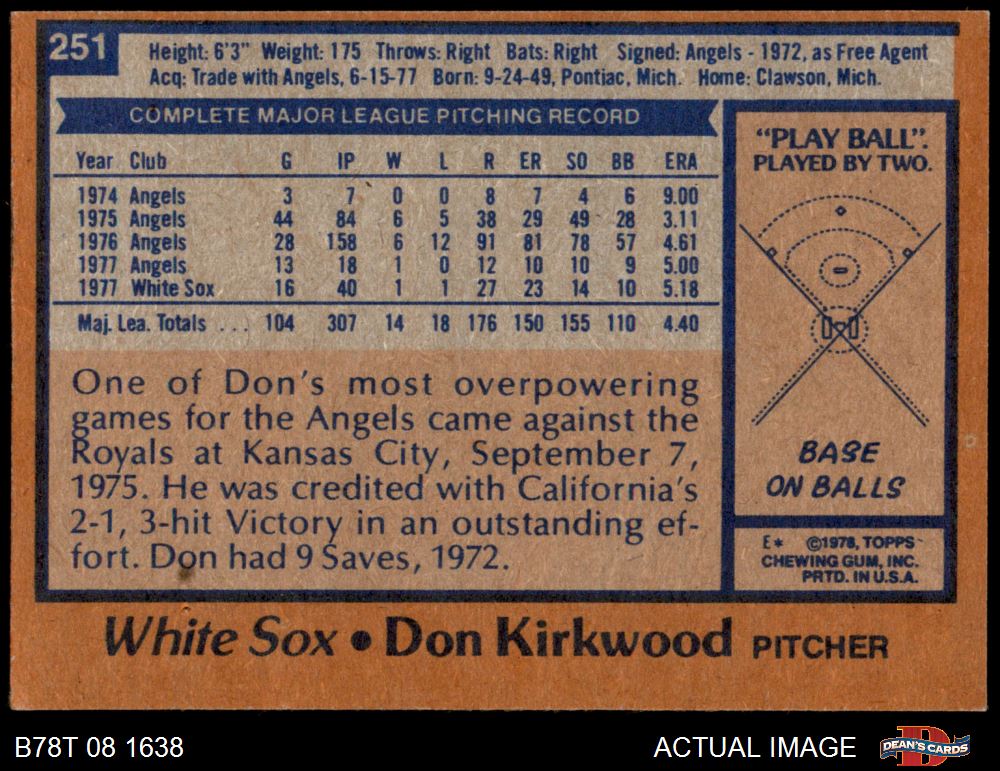 251
Height: 6'3" Weight: 175 Throws: Right Bats: Right Signed: Angels - 1972, as Free Agent
Acq: Trade with Angels, 6-15-77 Born: 9-24-49, Pontiac, Mich. Home: Clawson, Mich.
COMPLETE MAJOR LEAGUE PITCHING RECORD
Year Club G IP W L R ER SO BB ERA
1974 Angels 3 7 0 0 8 7 4 6 9.00
1975 Angels 44 84 6 5 38 29 49 28 3.11
1976 Angels 28 158 6 12 91 81 78 57 4.61
1977 Angels 13 18 1 0 12 10 10 9 5.00
1977 White Sox 16 40 1 1 27 23 14 10 5.18
Maj. Lea. Totals ... 104 307 14 18 176 150 155 110 4.40
One of Don's most overpowering
games for the Angels came against the
Royals at Kansas City, September 7,
1975. He was credited with California's
2-1, 3-hit Victory in an outstanding ef-
fort. Don had 9 Saves, 1972.
"PLAY BALL".
PLAYED BY TWO.
BASE
ON BALLS
E* ©1978, TOPPS
CHEWING GUM, INC.
PRTD. IN U.S.A.
White Sox • Don Kirkwood PITCHER
B78T 08 1638
ACTUAL IMAGE
D
DEAN'S CARDS